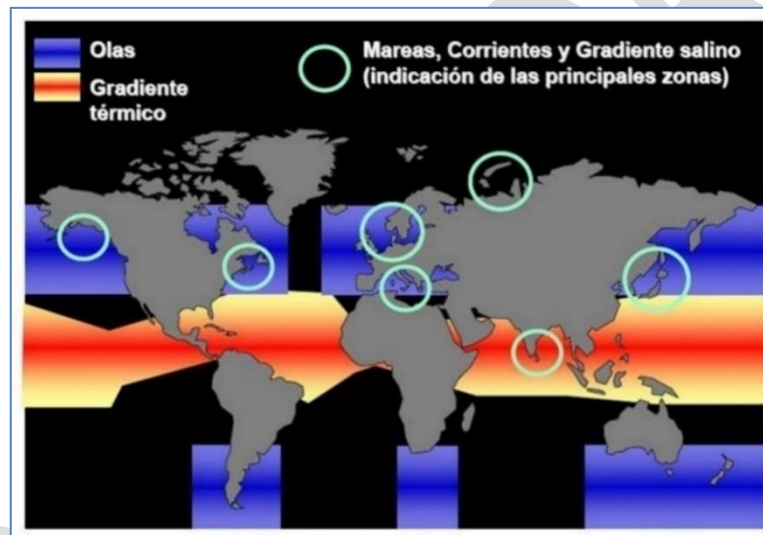 Olas
Gradiente
térmico
Mareas, Corrientes y Gradiente salino
(indicación de las principales zonas)